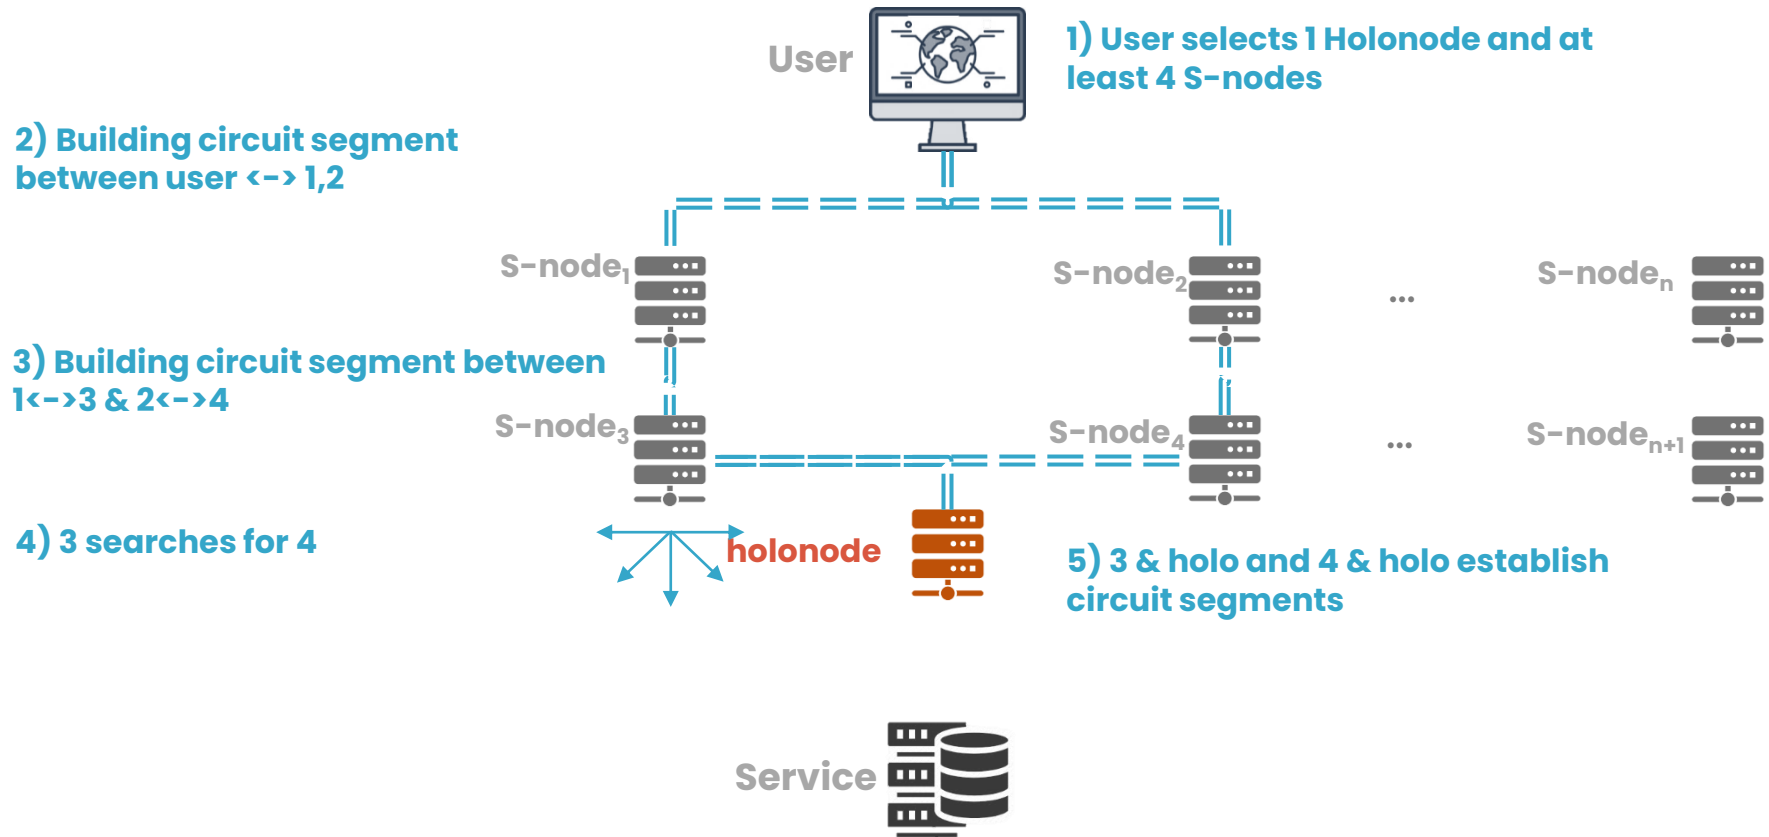 User
1) User selects 1 Holonode and at
least 4 S-nodes
2) Building circuit segment
between user <-> 1,2
S-node1
S-node2
...
S-noden
3) Building circuit segment between
1<->3 & 2<->4
S-node3
S-node4
...
S-noden+1
4) 3 searches for 4
holonode
5) 3 & holo and 4 & holo establish
circuit segments
Service